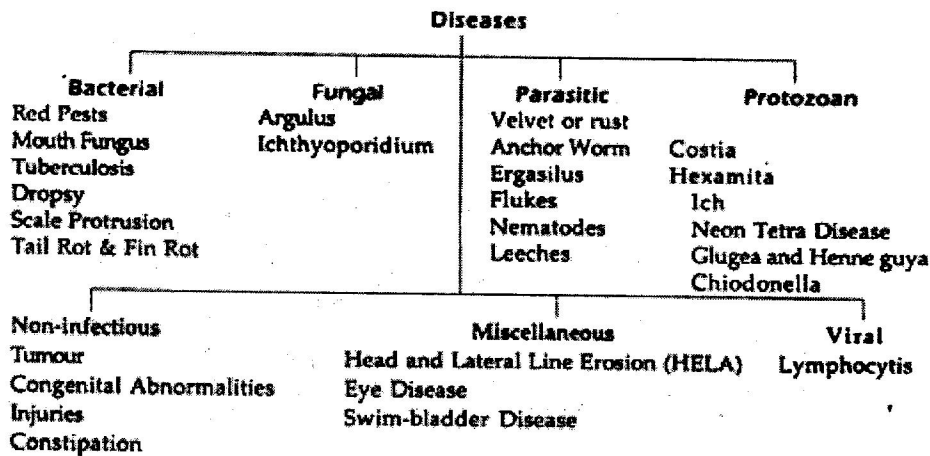 Diseases
Bacterial
Red Pests
Mouth Fungus
Tuberculosis
Dropsy
Scale Protrusion
Tail Rot & Fin Rot
Fungal
Argulus
Ichthyoporidium
Parasitic
Velvet or rust
Anchor Worm
Ergasilus
Flukes
Nematodes
Leeches
Protozoan
Costia
Hexamita
Ich
Neon Tetra Disease
Glugea and Henne guya
Chiodonella
Non-infectious
Tumour
Congenital Abnormalities
Injuries
Constipation
Miscellaneous
Head and Lateral Line Erosion (HELA)
Eye Disease
Swim-bladder Disease
Viral
Lymphocytis